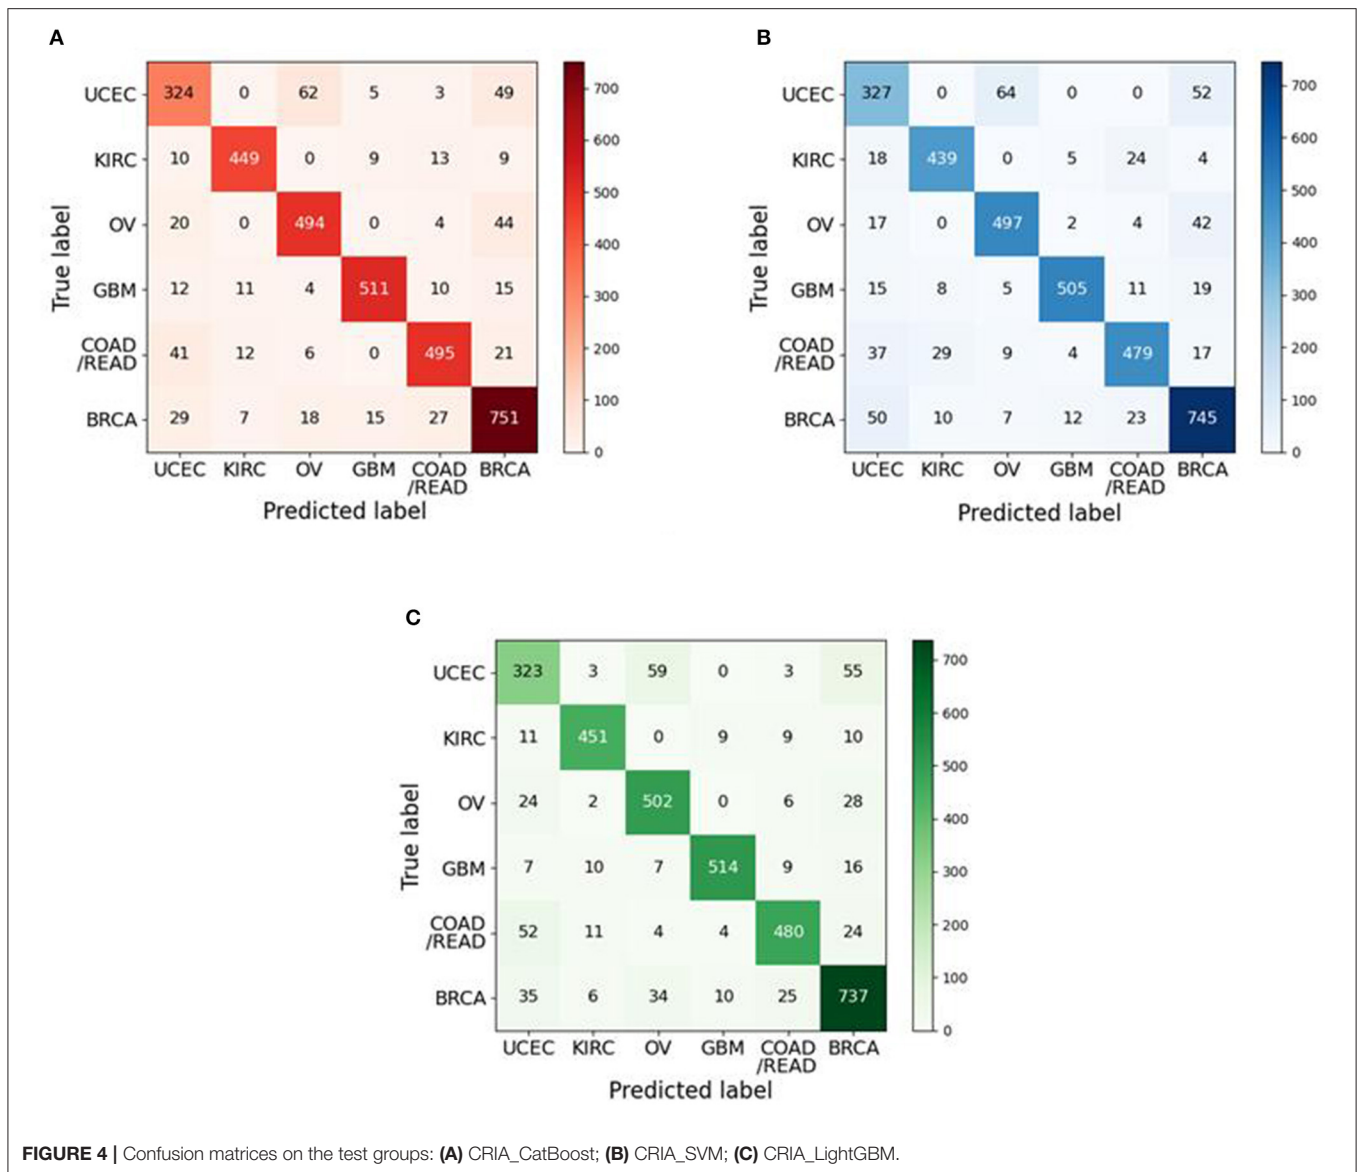 A
UCEC 324 0 62 5 3 49
KIRC 10 449 0 9 13 9
OV 20 0 494 0 4 44
GBM 12 11 4 511 10 15
COAD
/READ 41 12 6 0 495 21
BRCA 29 7 18 15 27 751
UCEC KIRC OV GBM COAD BRCA
/READ
Predicted label
True label
700
600
500
400
300
200
100
0
B
UCEC 327 0 64 0 0 52
KIRC 18 439 0 5 24 4
OV 17 0 497 2 4 42
GBM 15 8 5 505 11 19
COAD
/READ 37 29 9 4 479 17
BRCA 50 10 7 12 23 745
UCEC KIRC OV GBM COAD BRCA
/READ
Predicted label
True label
700
600
500
400
300
200
100
0
C
UCEC 323 3 59 0 3 55
KIRC 11 451 0 9 9 10
OV 24 2 502 0 6 28
GBM 7 10 7 514 9 16
COAD
/READ 52 11 4 4 480 24
BRCA 35 6 34 10 25 737
UCEC KIRC OV GBM COAD BRCA
/READ
Predicted label
True label
700
600
500
400
300
200
100
0
FIGURE 4 | Confusion matrices on the test groups: (A) CRIA_CatBoost; (B) CRIA_SVM; (C) CRIA_LightGBM.